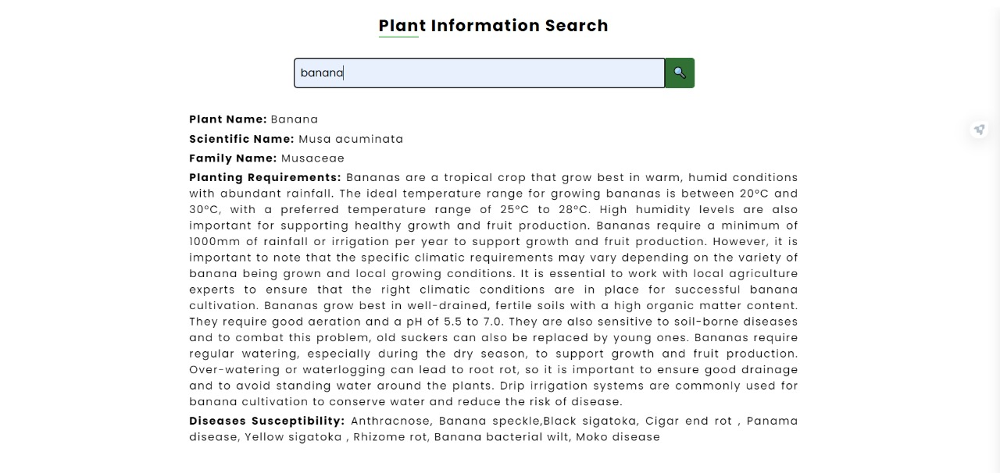 Plant Information Search
banana
Plant Name: Banana
Scientific Name: Musa acuminata
Family Name: Musaceae
Planting Requirements: Bananas are a tropical crop that grow best in warm, humid conditions
with abundant rainfall. The ideal temperature range for growing bananas is between 20°C and
30°C, with a preferred temperature range of 25°C to 28°C. High humidity levels are also
important for supporting healthy growth and fruit production. Bananas require a minimum of
1000mm of rainfall or irrigation per year to support growth and fruit production. However, it is
important to note that the specific climatic requirements may vary depending on the variety of
banana being grown and local growing conditions. It is essential to work with local agriculture
experts to ensure that the right climatic conditions are in place for successful banana
cultivation. Bananas grow best in well-drained, fertile soils with a high organic matter content.
They require good aeration and a pH of 5.5 to 7.0. They are also sensitive to soil-borne diseases
and to combat this problem, old suckers can also be replaced by young ones. Bananas require
regular watering, especially during the dry season, to support growth and fruit production.
Over-watering or waterlogging can lead to root rot, so it is important to ensure good drainage
and to avoid standing water around the plants. Drip irrigation systems are commonly used for
banana cultivation to conserve water and reduce the risk of disease.
Diseases Susceptibility: Anthracnose, Banana speckle,Black sigatoka, Cigar end rot , Panama
disease, Yellow sigatoka , Rhizome rot, Banana bacterial wilt, Moko disease